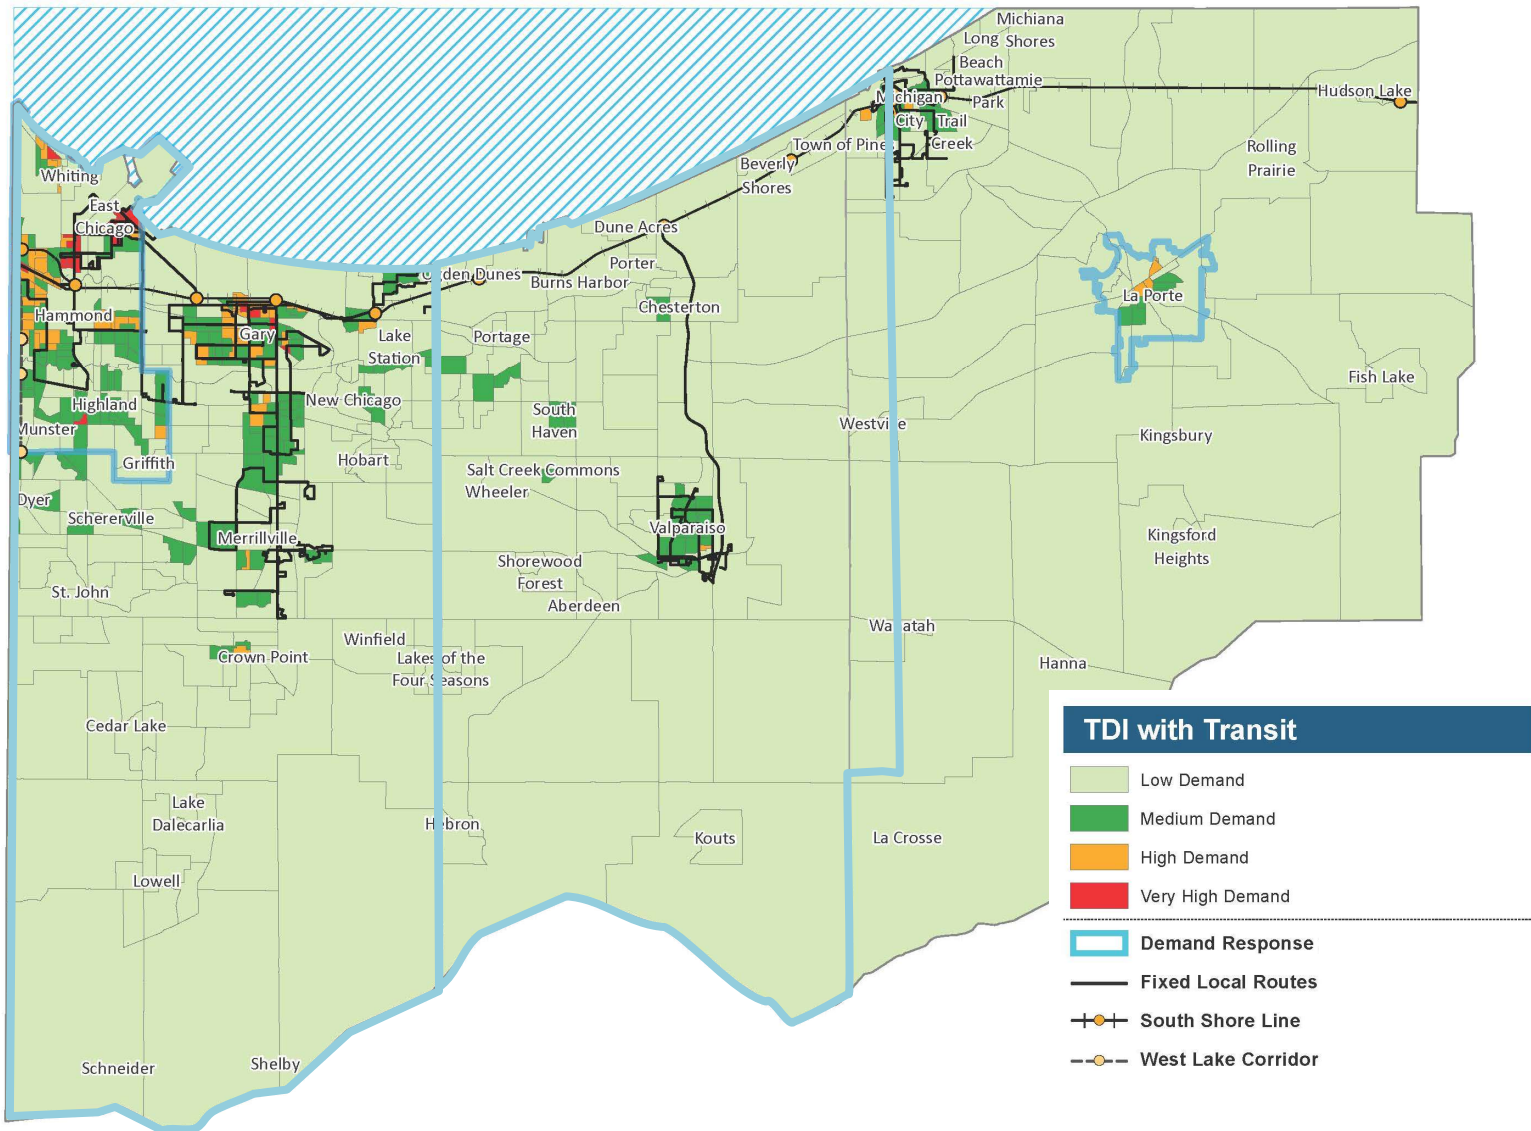 Michiana
Shores
Long
Beach
Pottawattamie
Park
Hudson Lake
Michigan
City
Trail
Creek
Town of Pines
Rolling
Prairie
Beverly
Shores
Whiting
East
Chicago
Dune Acres
Porter
Ogden Dunes
Burns Harbor
La Porte
Chesterton
Hammond
Gary
Lake
Station
Portage
Fish Lake
New Chicago
Highland
South
Haven
Westville
Munster
Kingsbury
Griffith
Hobart
Salt Creek Commons
Wheeler
Dyer
Schererville
Merrillville
Valparaiso
Kingsford
Heights
Shorewood
Forest
St. John
Aberdeen
Wanatah
Winfield
Crown Point
Lakes of the
Four Seasons
Hanna
Cedar Lake
Lake
Dalecarlia
Hebron
Kouts
La Crosse
Lowell
Schneider
Shelby
TDI with Transit
Low Demand
Medium Demand
High Demand
Very High Demand
Demand Response
Fixed Local Routes
South Shore Line
West Lake Corridor